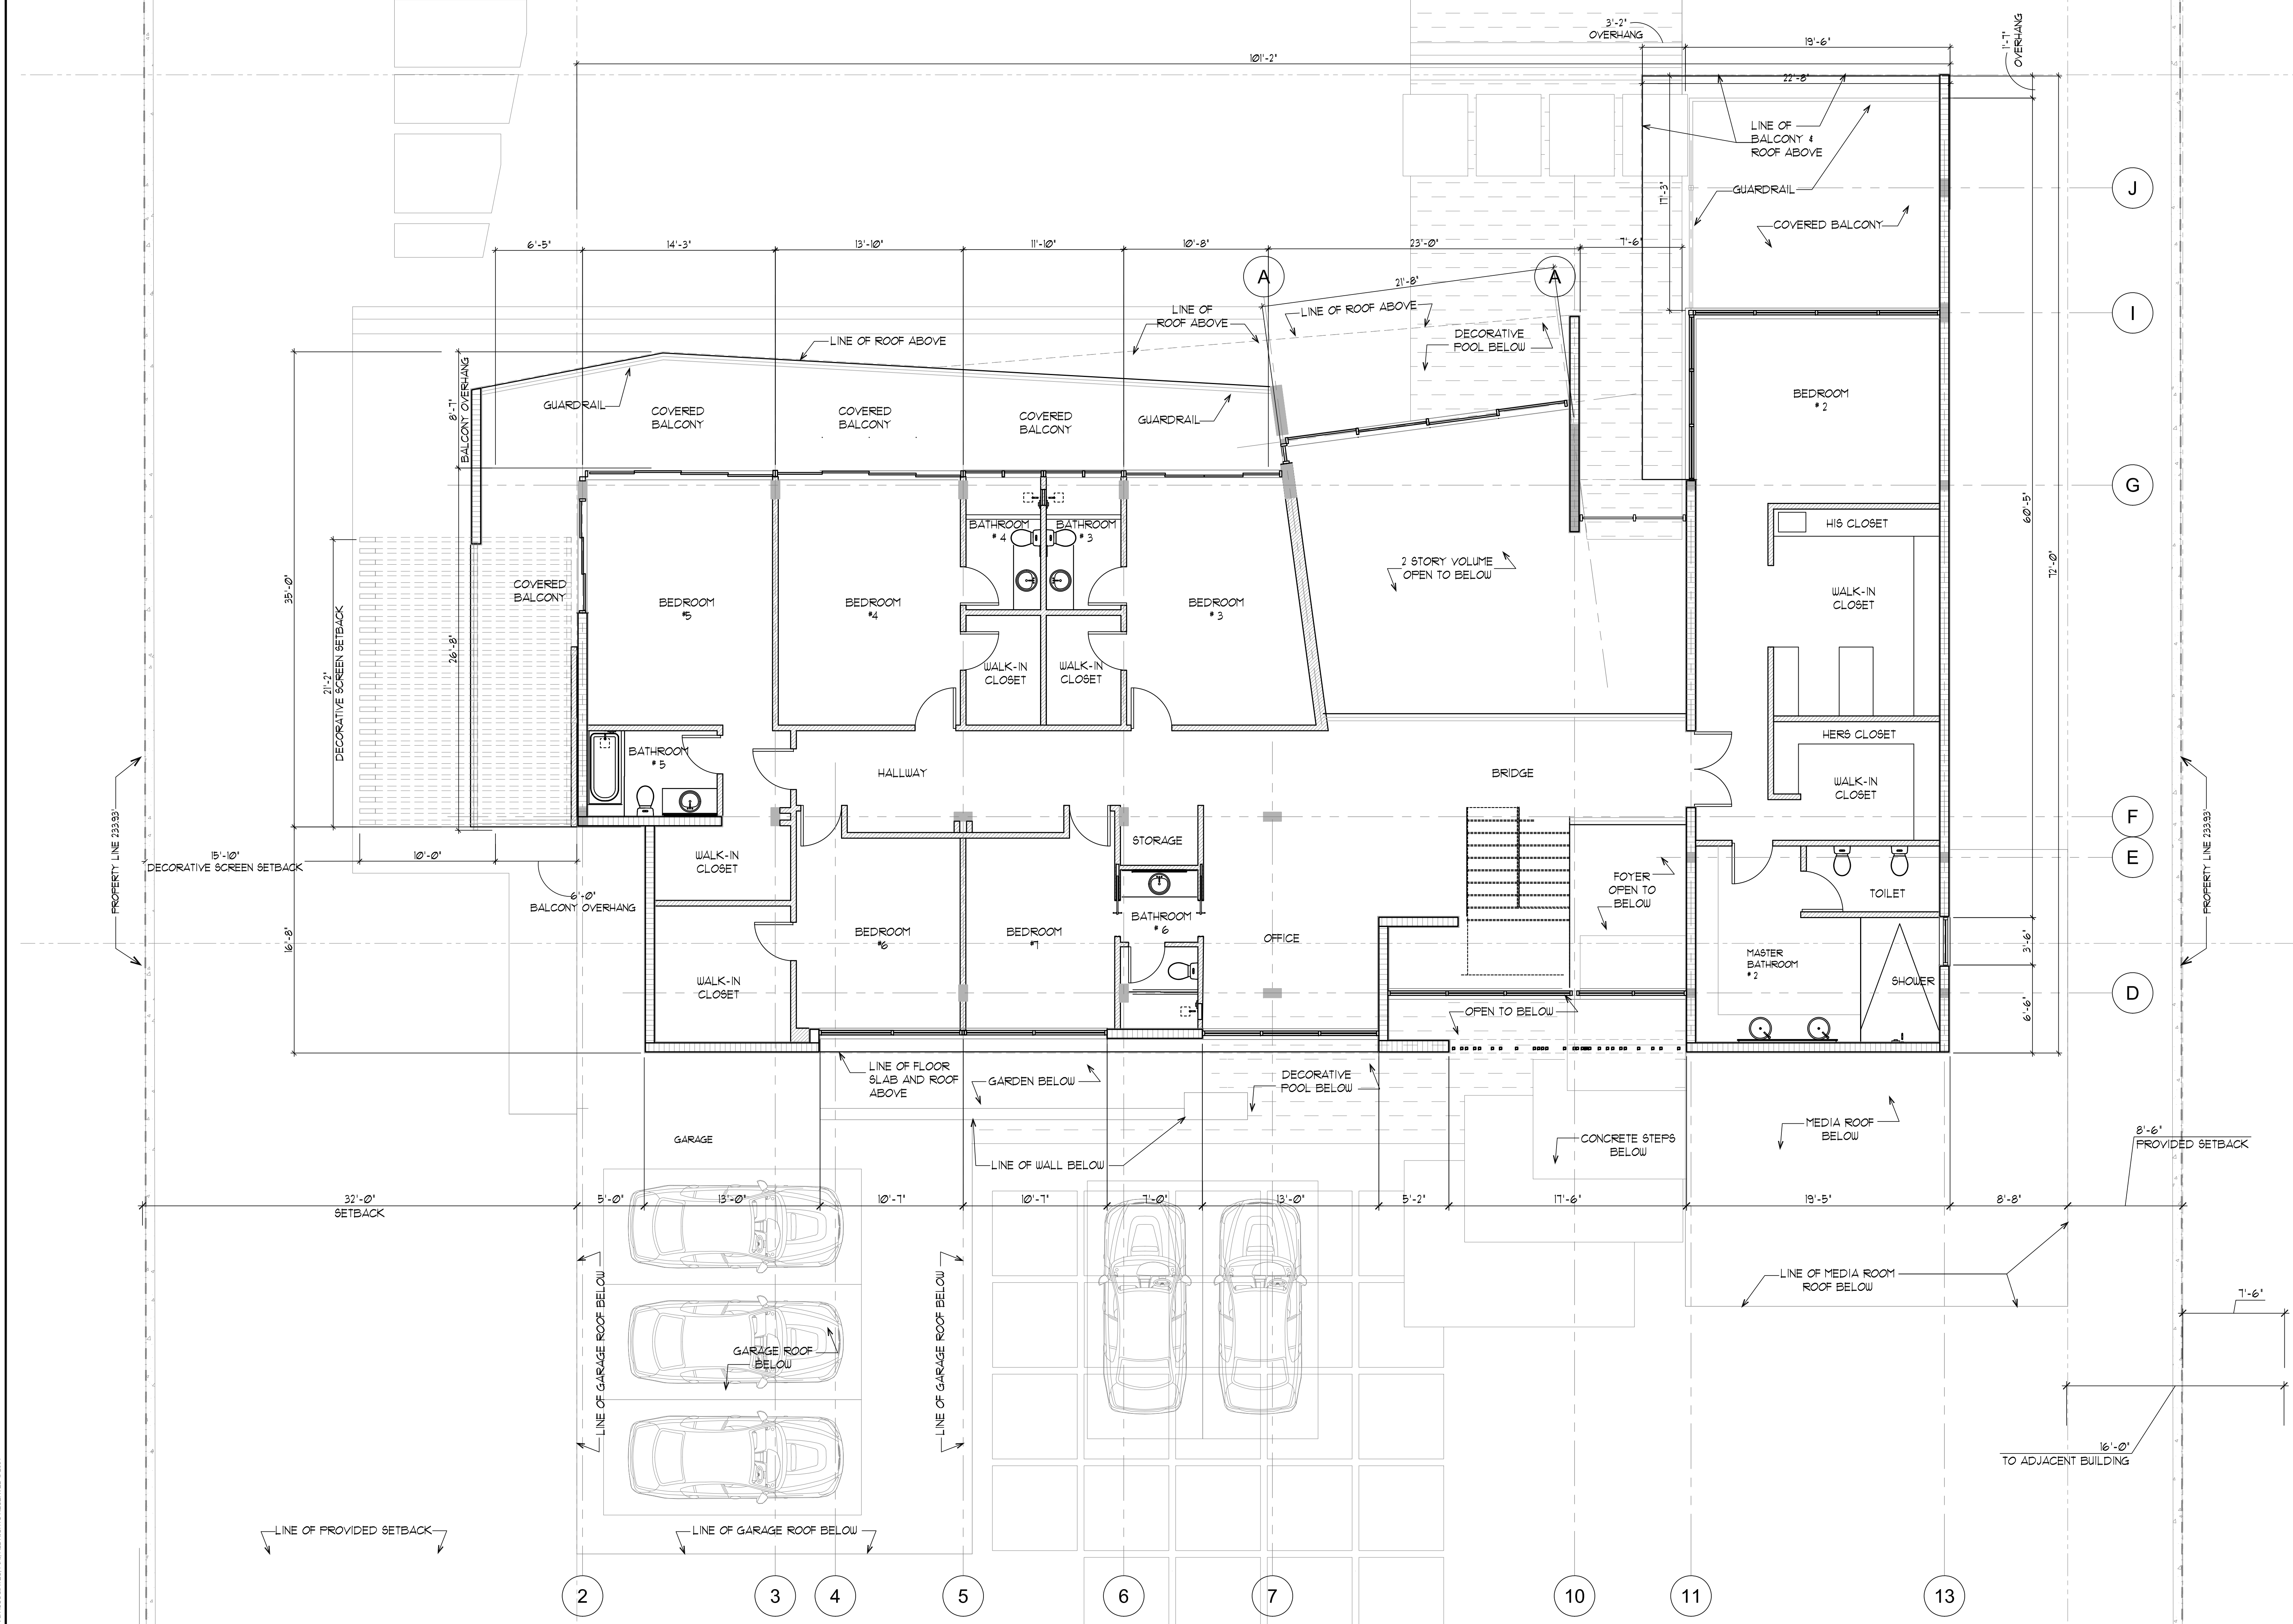 3'-2"
OVERHANG
19'-6"
1'-7"
OVERHANG
101'-2"
22'-8"
LINE OF
BALCONY &
ROOF ABOVE
GUARDRAIL
COVERED BALCONY
17'-3"
J
6'-5"
14'-3"
13'-10"
11'-10"
10'-8"
23'-0"
7'-6"
A
A
21'-8"
I
LINE OF
ROOF ABOVE
LINE OF ROOF ABOVE
LINE OF ROOF ABOVE
DECORATIVE
POOL BELOW
8'-7"
BALCONY OVERHANG
GUARDRAIL
COVERED
BALCONY
COVERED
BALCONY
COVERED
BALCONY
GUARDRAIL
BEDROOM
# 2
G
60'-5"
72'-0"
BATHROOM
# 4
BATHROOM
# 3
HIS CLOSET
2 STORY VOLUME
OPEN TO BELOW
35'-0"
COVERED
BALCONY
BEDROOM
#5
BEDROOM
#4
BEDROOM
# 3
WALK-IN
CLOSET
26'-8"
21'-2"
DECORATIVE SCREEN SETBACK
WALK-IN
CLOSET
WALK-IN
CLOSET
HERS CLOSET
BATHROOM
# 5
HALLWAY
BRIDGE
WALK-IN
CLOSET
PROPERTY LINE 233.93'
PROPERTY LINE 233.93'
F
STORAGE
E
15'-10"
DECORATIVE SCREEN SETBACK
10'-0"
WALK-IN
CLOSET
6'-0"
BALCONY OVERHANG
FOYER
OPEN TO
BELOW
TOILET
BATHROOM
# 6
16'-8"
BEDROOM
#6
BEDROOM
#7
OFFICE
3'-6"
MASTER
BATHROOM
# 2
WALK-IN
CLOSET
SHOWER
D
6'-6"
OPEN TO BELOW
LINE OF FLOOR
SLAB AND ROOF
ABOVE
GARDEN BELOW
DECORATIVE
POOL BELOW
MEDIA ROOF
BELOW
GARAGE
CONCRETE STEPS
BELOW
8'-6"
PROVIDED SETBACK
LINE OF WALL BELOW
32'-0"
SETBACK
5'-0"
13'-0"
10'-7"
10'-7"
7'-0"
13'-0"
5'-2"
17'-6"
19'-5"
8'-8"
LINE OF GARAGE ROOF BELOW
LINE OF GARAGE ROOF BELOW
LINE OF MEDIA ROOM
ROOF BELOW
7'-6"
GARAGE ROOF
BELOW
16'-0"
TO ADJACENT BUILDING
LINE OF PROVIDED SETBACK
LINE OF GARAGE ROOF BELOW
2
3
4
5
6
7
10
11
13